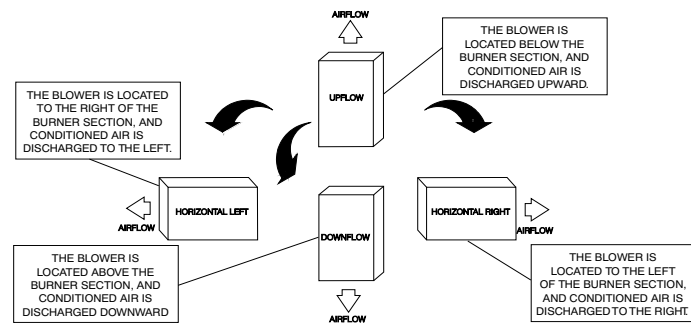 AIRFLOW
THE BLOWER IS
LOCATED BELOW THE
BURNER SECTION, AND
CONDITIONED AIR IS
DISCHARGED UPWARD.
UPFLOW
THE BLOWER IS LOCATED
TO THE RIGHT OF THE
BURNER SECTION, AND
CONDITIONED AIR IS
DISCHARGED TO THE LEFT.
HORIZONTAL LEFT
AIRFLOW
DOWNFLOW
HORIZONTAL RIGHT
AIRFLOW
THE BLOWER IS
LOCATED ABOVE THE
BURNER SECTION, AND
CONDITIONED AIR IS
DISCHARGED DOWNWARD
AIRFLOW
THE BLOWER IS
LOCATED TO THE LEFT
OF THE BURNER SECTION,
AND CONDITIONED AIR IS
DISCHARGED TO THE RIGHT.